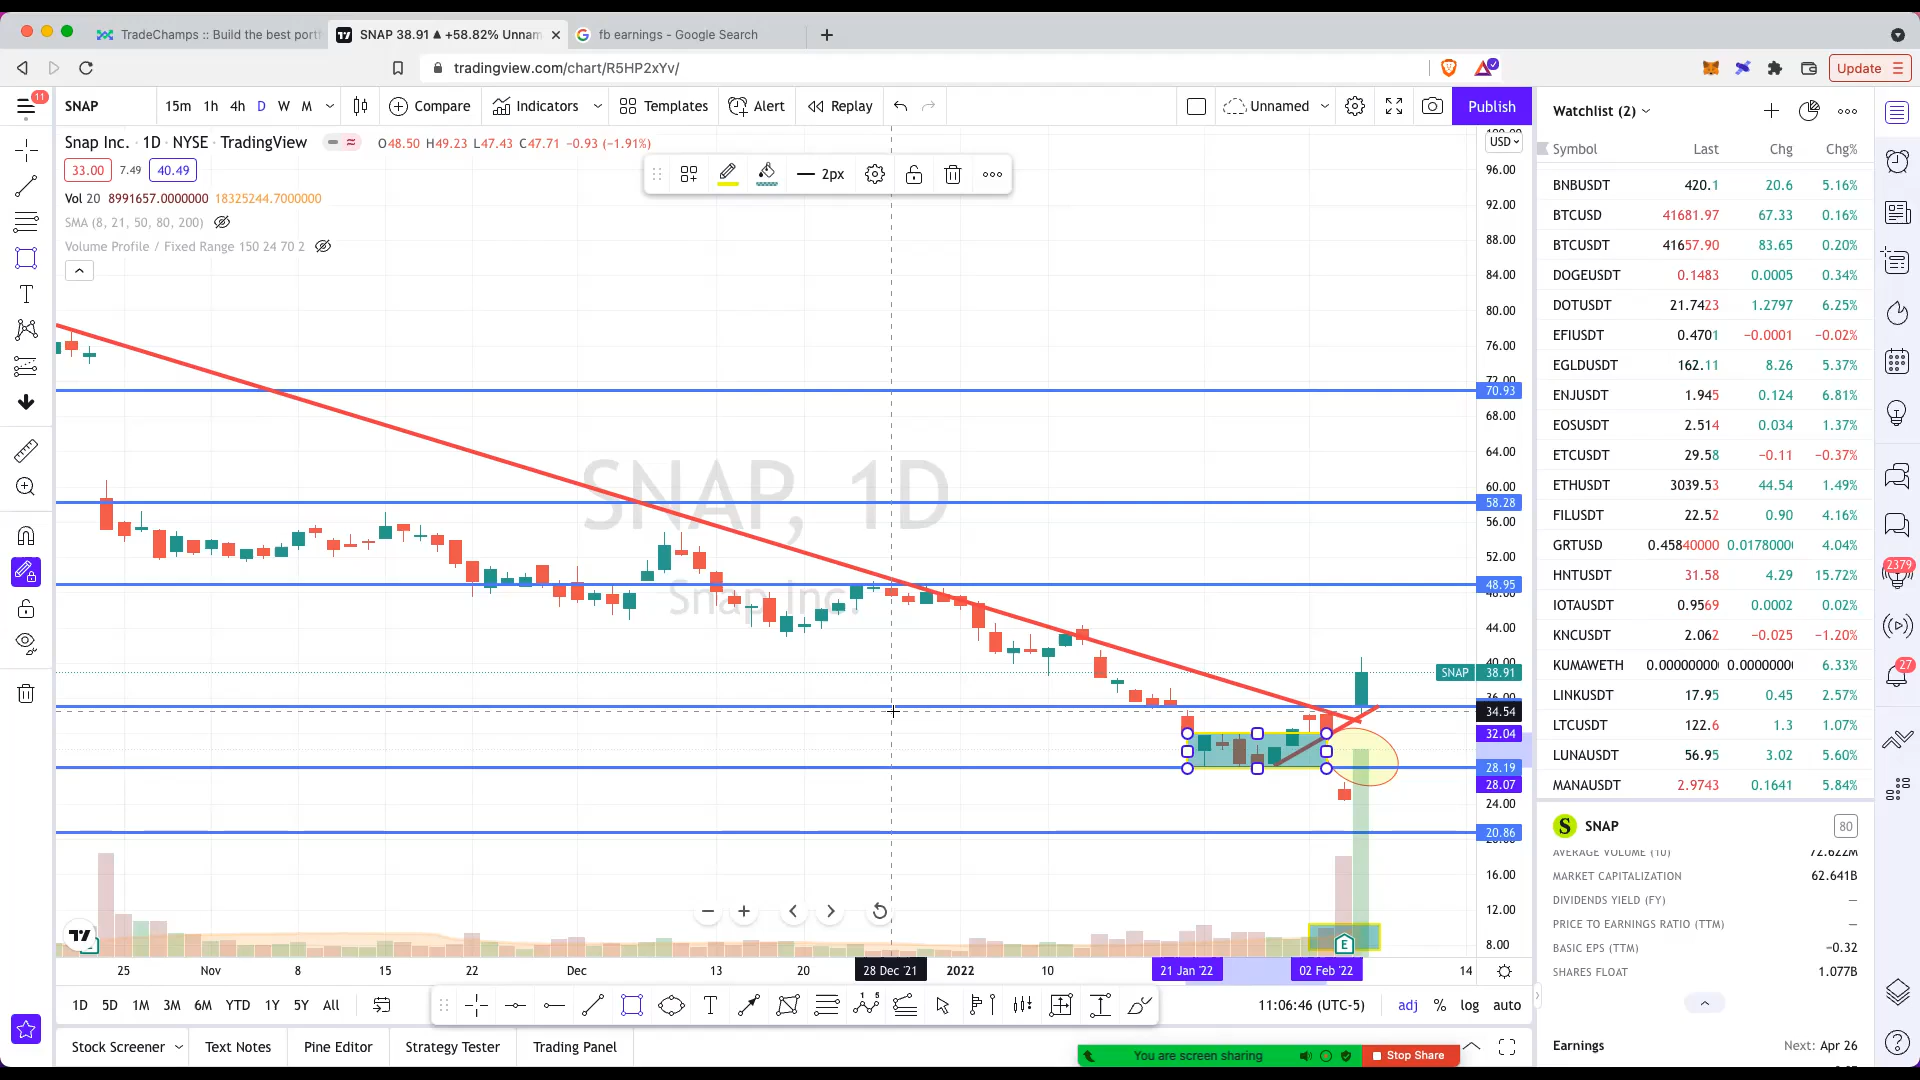 TradeChamps :: Build the best portf
SNAP 38.91 ▲ +58.82% Unnam
fb earnings - Google Search
tradingview.com/chart/R5HP2xYv/
Update
11
SNAP
15m 1h 4h D W M
Compare
Indicators
Templates
Alert
Replay
Unnamed
Publish
Snap Inc. · 1D · NYSE · TradingView
O48.50 H49.23 L47.43 C47.71 −0.93 (−1.91%)
33.00 7.49 40.49
Vol 20 8991657.0000000 18325244.7000000
SMA (8, 21, 50, 80, 200)
Volume Profile / Fixed Range 150 24 70 2
2px
SNAP, 1D
Snap Inc.
USD
96.00
92.00
88.00
84.00
80.00
76.00
72.00
70.93
68.00
64.00
60.00
58.28
56.00
52.00
48.95
48.00
44.00
40.00
SNAP 38.91
36.00
34.54
32.04
28.19
28.07
24.00
20.86
16.00
12.00
8.00
E
25 Nov 8 15 22 Dec 13 20 28 Dec '21 2022 10 21 Jan '22 02 Feb '22 14
1D 5D 1M 3M 6M YTD 1Y 5Y All
11:06:46 (UTC-5) adj % log auto
Stock Screener
Text Notes
Pine Editor
Strategy Tester
Trading Panel
You are screen sharing
Stop Share
Watchlist (2)
Symbol Last Chg Chg%
BNBUSDT 420.1 20.6 5.16%
BTCUSD 41681.97 67.33 0.16%
BTCUSDT 41657.90 83.65 0.20%
DOGEUSDT 0.1483 0.0005 0.34%
DOTUSDT 21.7423 1.2797 6.25%
EFIUSDT 0.4701 −0.0001 −0.02%
EGLDUSDT 162.11 8.26 5.37%
ENJUSDT 1.945 0.124 6.81%
EOSUSDT 2.514 0.034 1.37%
ETCUSDT 29.58 −0.11 −0.37%
ETHUSDT 3039.53 44.54 1.49%
FILUSDT 22.52 0.90 4.16%
GRTUSD 0.45840000 0.0178000 4.04%
HNTUSDT 31.58 4.29 15.72%
IOTAUSDT 0.9569 0.0002 0.02%
KNCUSDT 2.062 −0.025 −1.20%
KUMAWETH 0.00000000 0.0000000 6.33%
LINKUSDT 17.95 0.45 2.57%
LTCUSDT 122.6 1.3 1.07%
LUNAUSDT 56.95 3.02 5.60%
MANAUSDT 2.9743 0.1641 5.84%
S SNAP 80
AVERAGE VOLUME (10) 72.622M
MARKET CAPITALIZATION 62.641B
DIVIDENDS YIELD (FY) —
PRICE TO EARNINGS RATIO (TTM) —
BASIC EPS (TTM) −0.32
SHARES FLOAT 1.077B
Earnings Next: Apr 26
2379
27